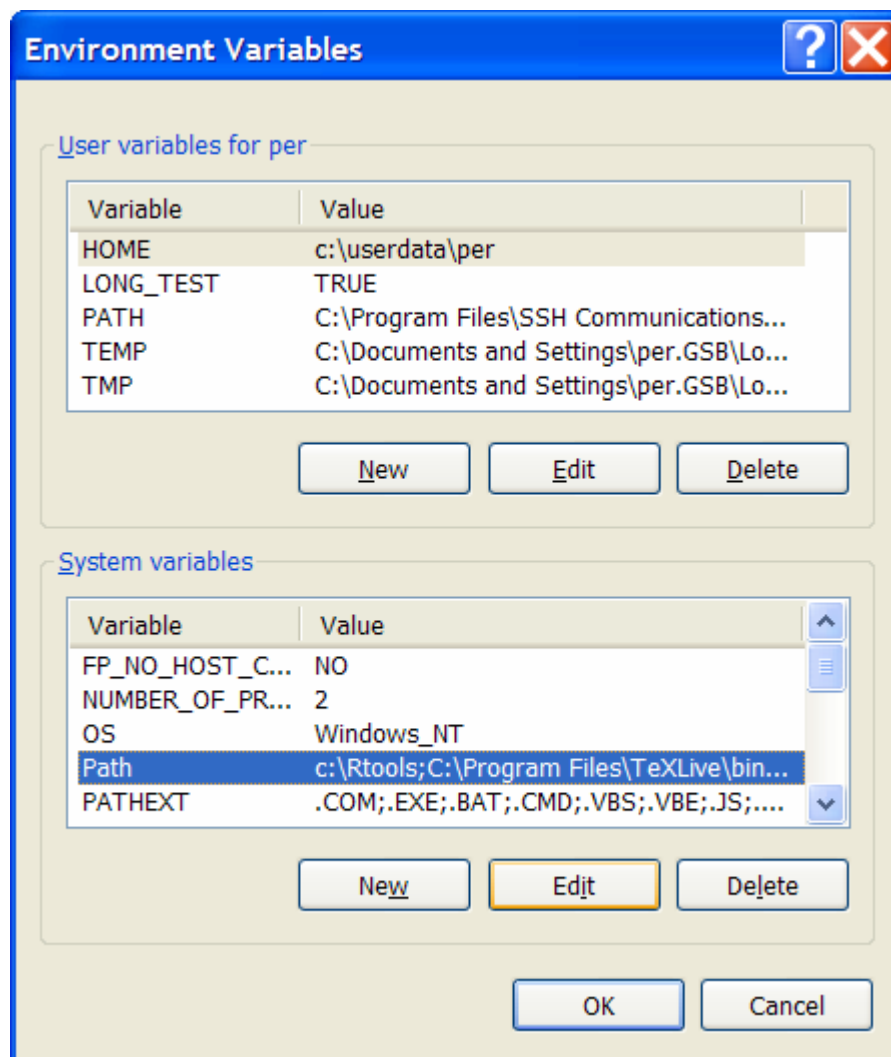 Environment Variables
User variables for per
Variable Value
HOME c:\userdata\per
LONG_TEST TRUE
PATH C:\Program Files\SSH Communications...
TEMP C:\Documents and Settings\per.GSB\Lo...
TMP C:\Documents and Settings\per.GSB\Lo...
New Edit Delete
System variables
Variable Value
FP_NO_HOST_C... NO
NUMBER_OF_PR... 2
OS Windows_NT
Path c:\Rtools;C:\Program Files\TeXLive\bin...
PATHEXT .COM;.EXE;.BAT;.CMD;.VBS;.VBE;.JS;....
New Edit Delete
OK Cancel